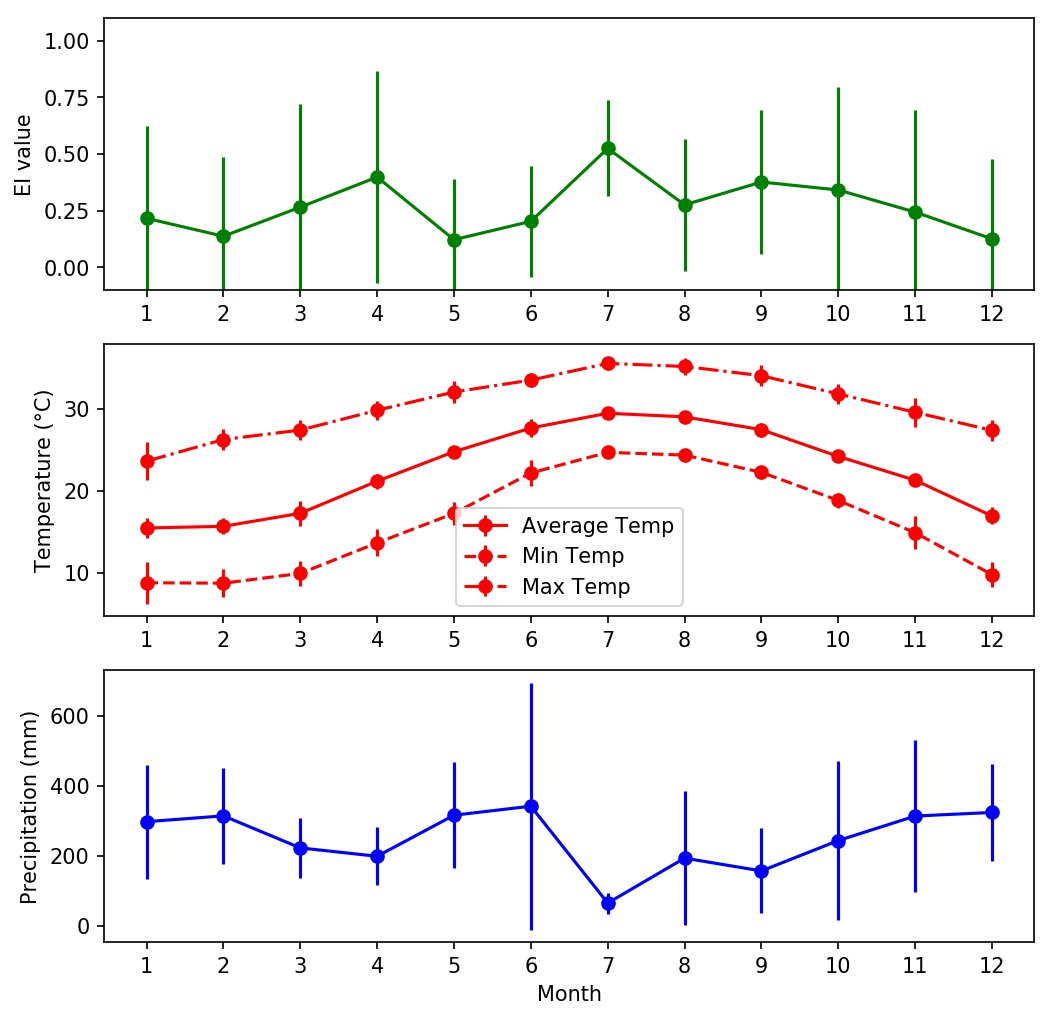 1.00
0.75
0.50
0.25
0.00
EI value
1 2 3 4 5 6 7 8 9 10 11 12
30
20
10
Temperature (°C)
Average Temp
Min Temp
Max Temp
1 2 3 4 5 6 7 8 9 10 11 12
600
400
200
0
Precipitation (mm)
1 2 3 4 5 6 7 8 9 10 11 12
Month